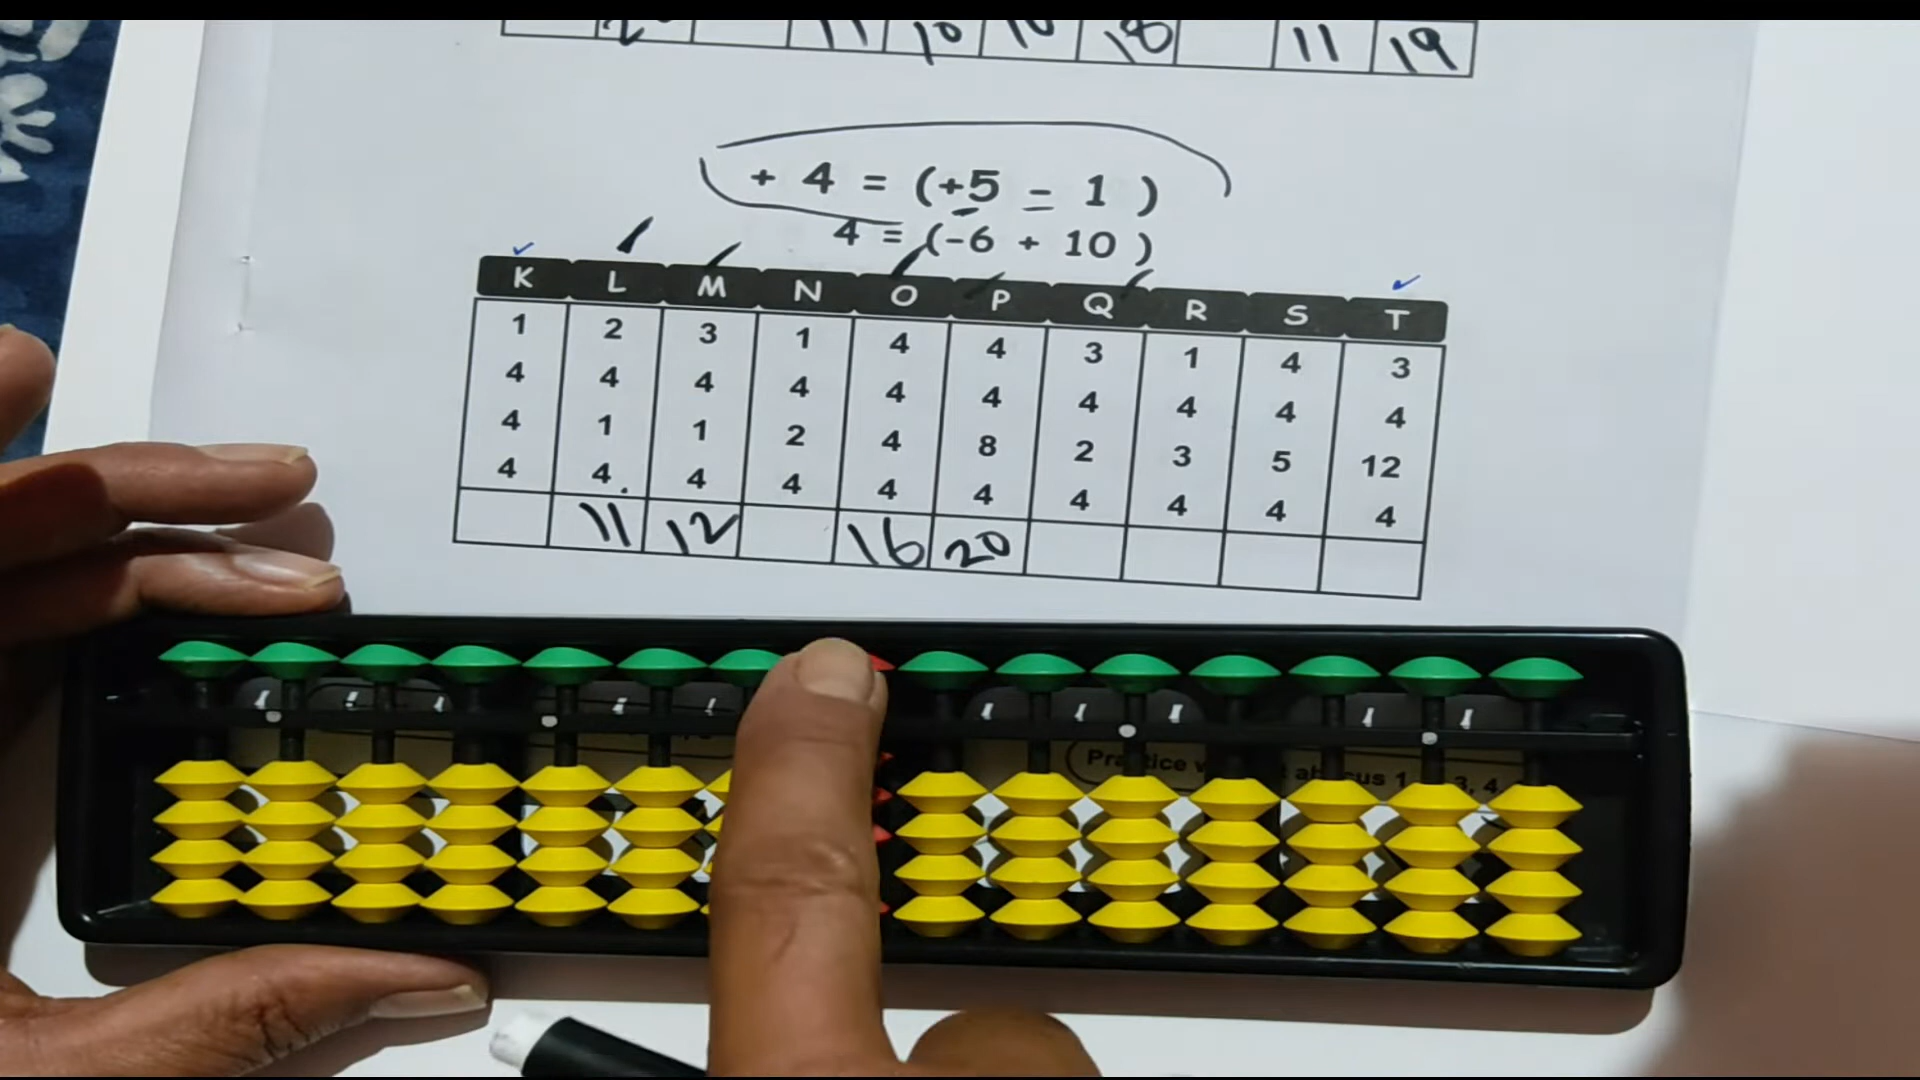 11 10 10 18 11 19
+ 4 = (+5 - 1 )
4 = (-6 + 10 )
K L M N O P Q R S T
1 2 3 1 4 4 3 1 4 3
4 4 4 4 4 4 4 4 4 4
4 1 1 2 4 8 2 3 5 12
4 4 4 4 4 4 4 4 4 4
11 12 16 20